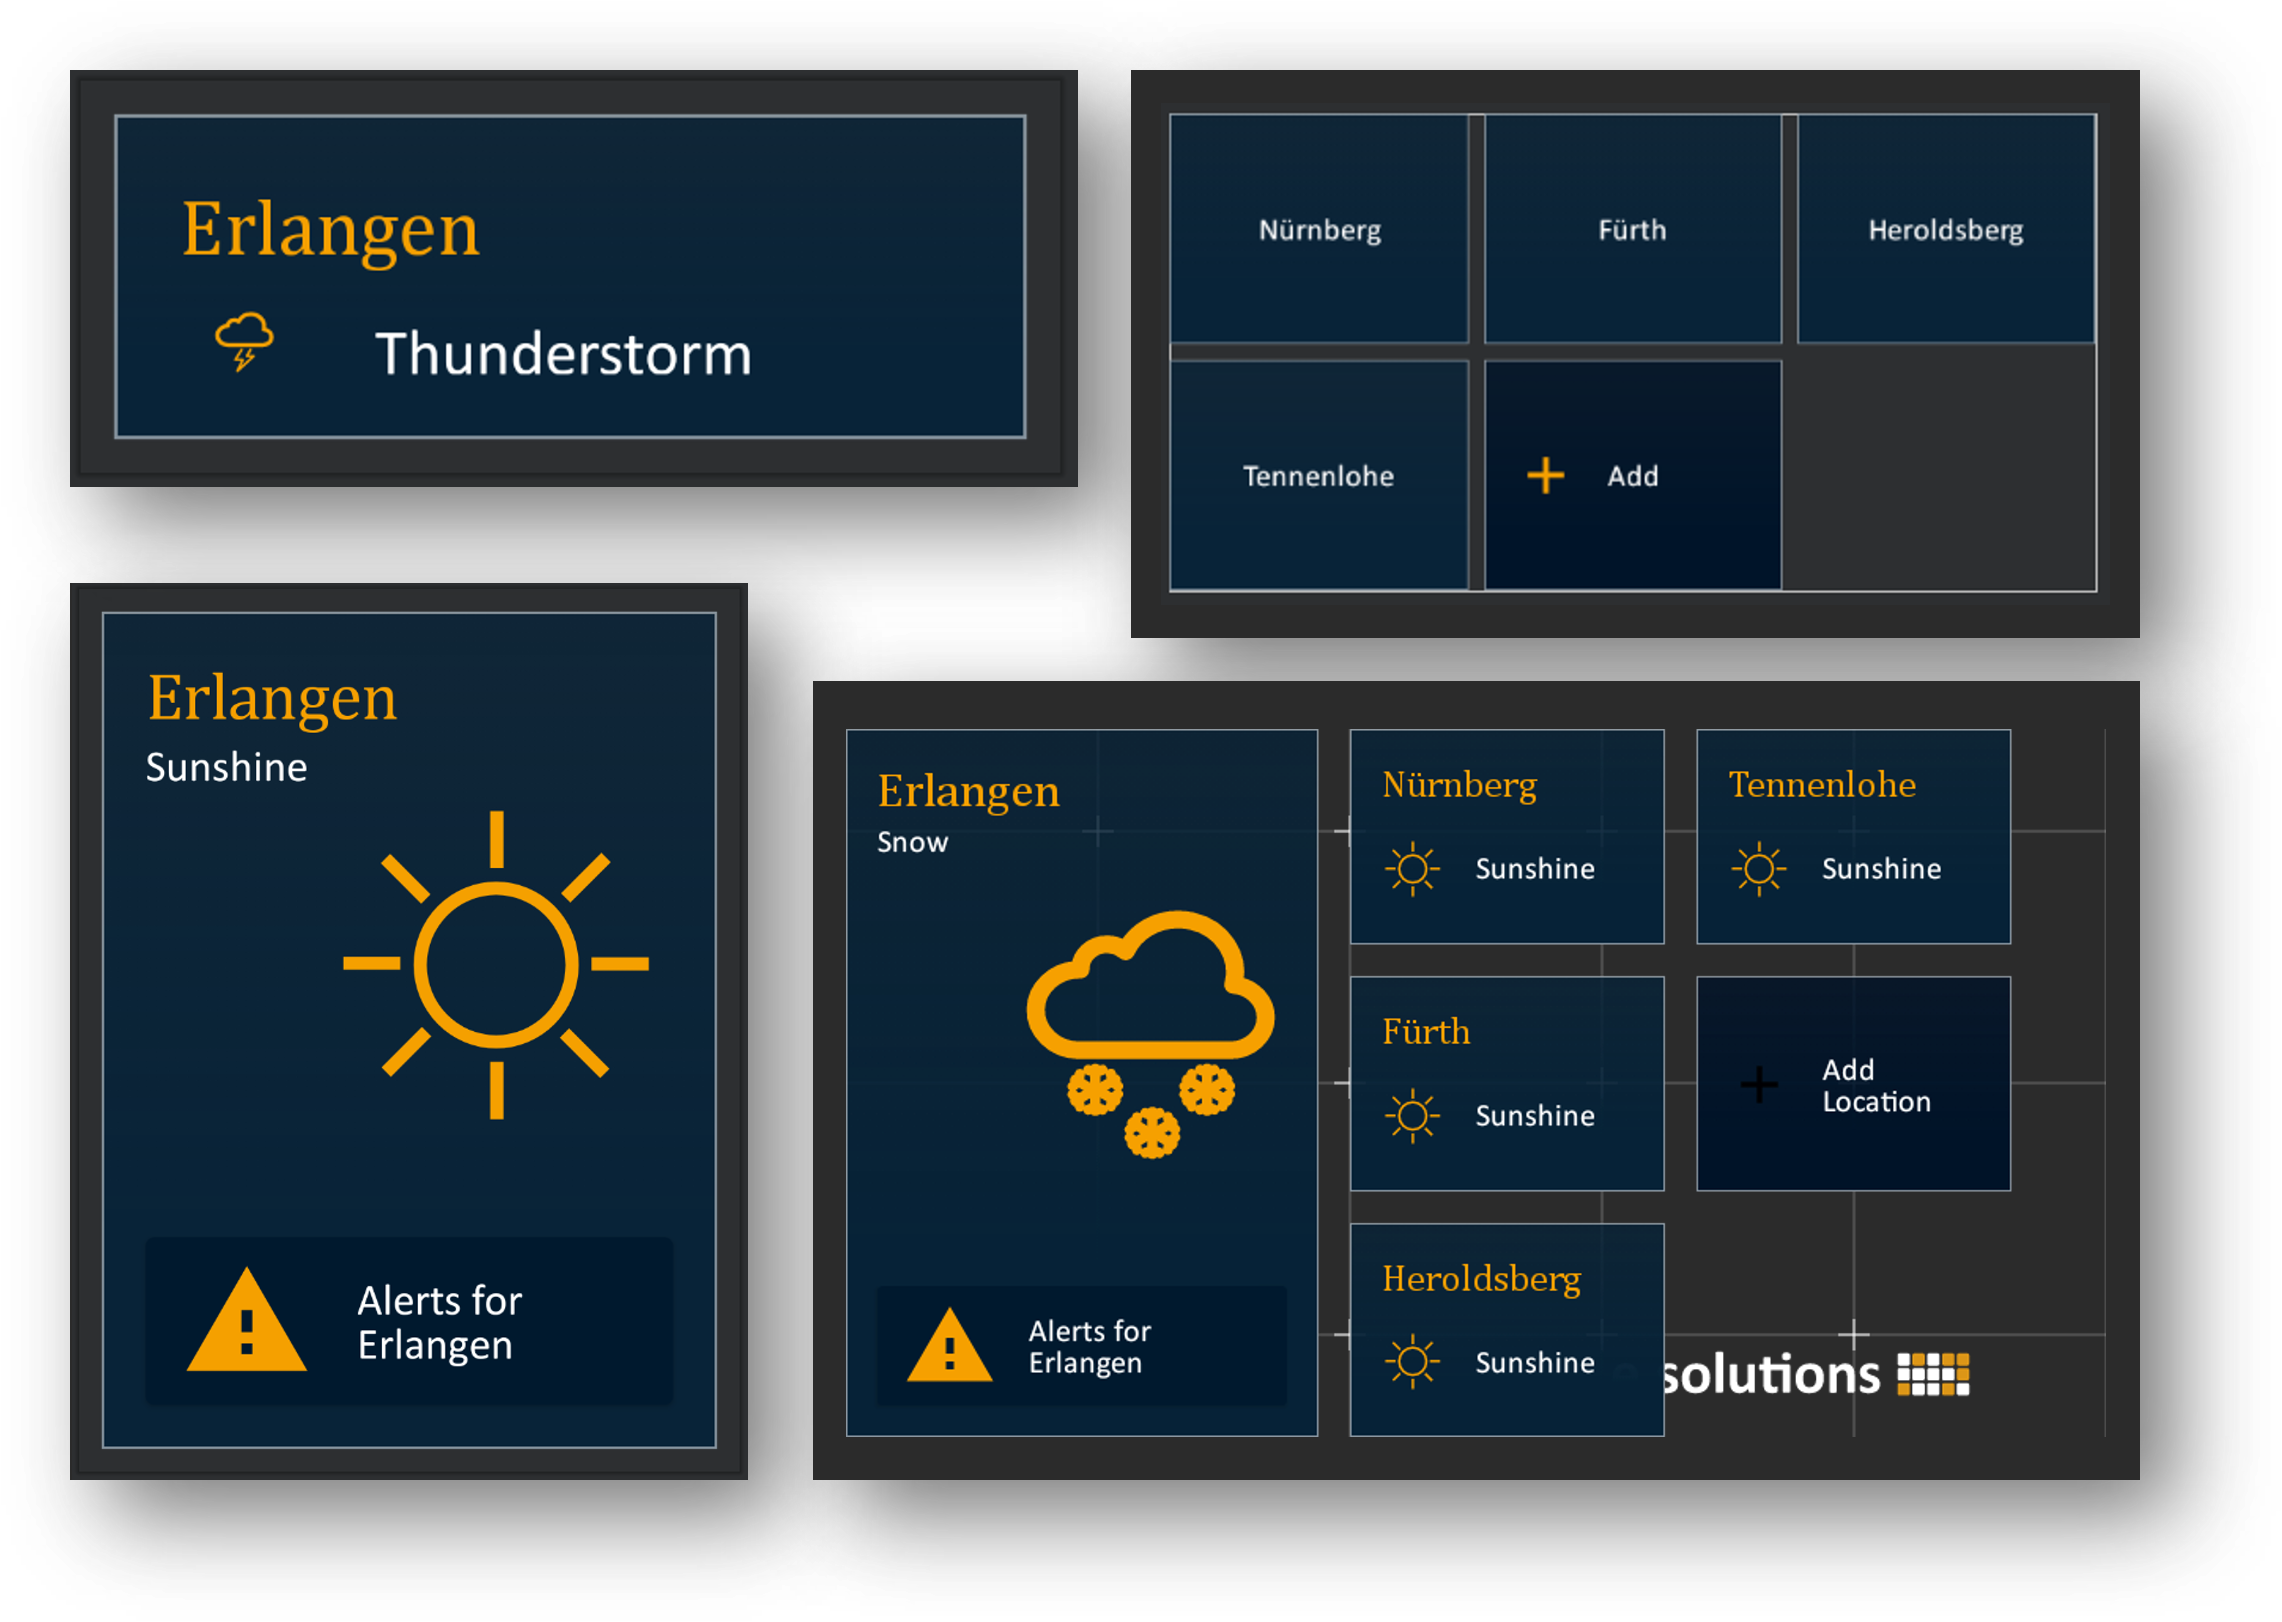 Erlangen
Thunderstorm
Nürnberg
Fürth
Heroldsberg
Tennenlohe
Add
Erlangen
Sunshine
Alerts for
Erlangen
Erlangen
Snow
Alerts for
Erlangen
Nürnberg
Sunshine
Tennenlohe
Sunshine
Fürth
Sunshine
Add
Location
Heroldsberg
Sunshine
solutions